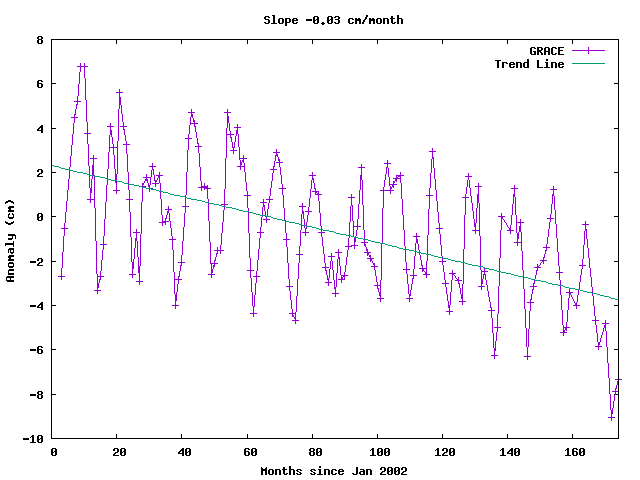 Slope -0.03 cm/month
GRACE
Trend Line
8
6
4
2
0
-2
-4
-6
-8
-10
Anomaly (cm)
0 20 40 60 80 100 120 140 160
Months since Jan 2002